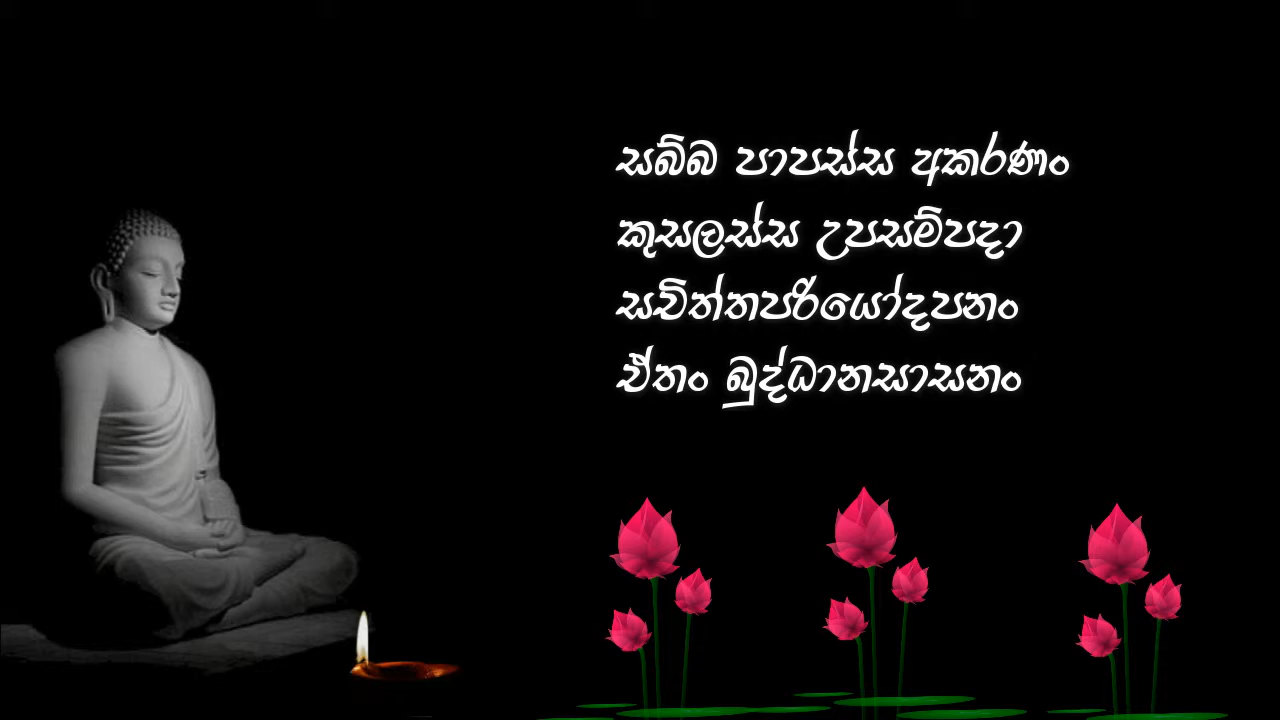 සබ්බ පාපස්ස අකරණං
කුසලස්ස උපසම්පදා
සචිත්තපරියෝදපනං
ඒතං බුද්ධානසාසනං